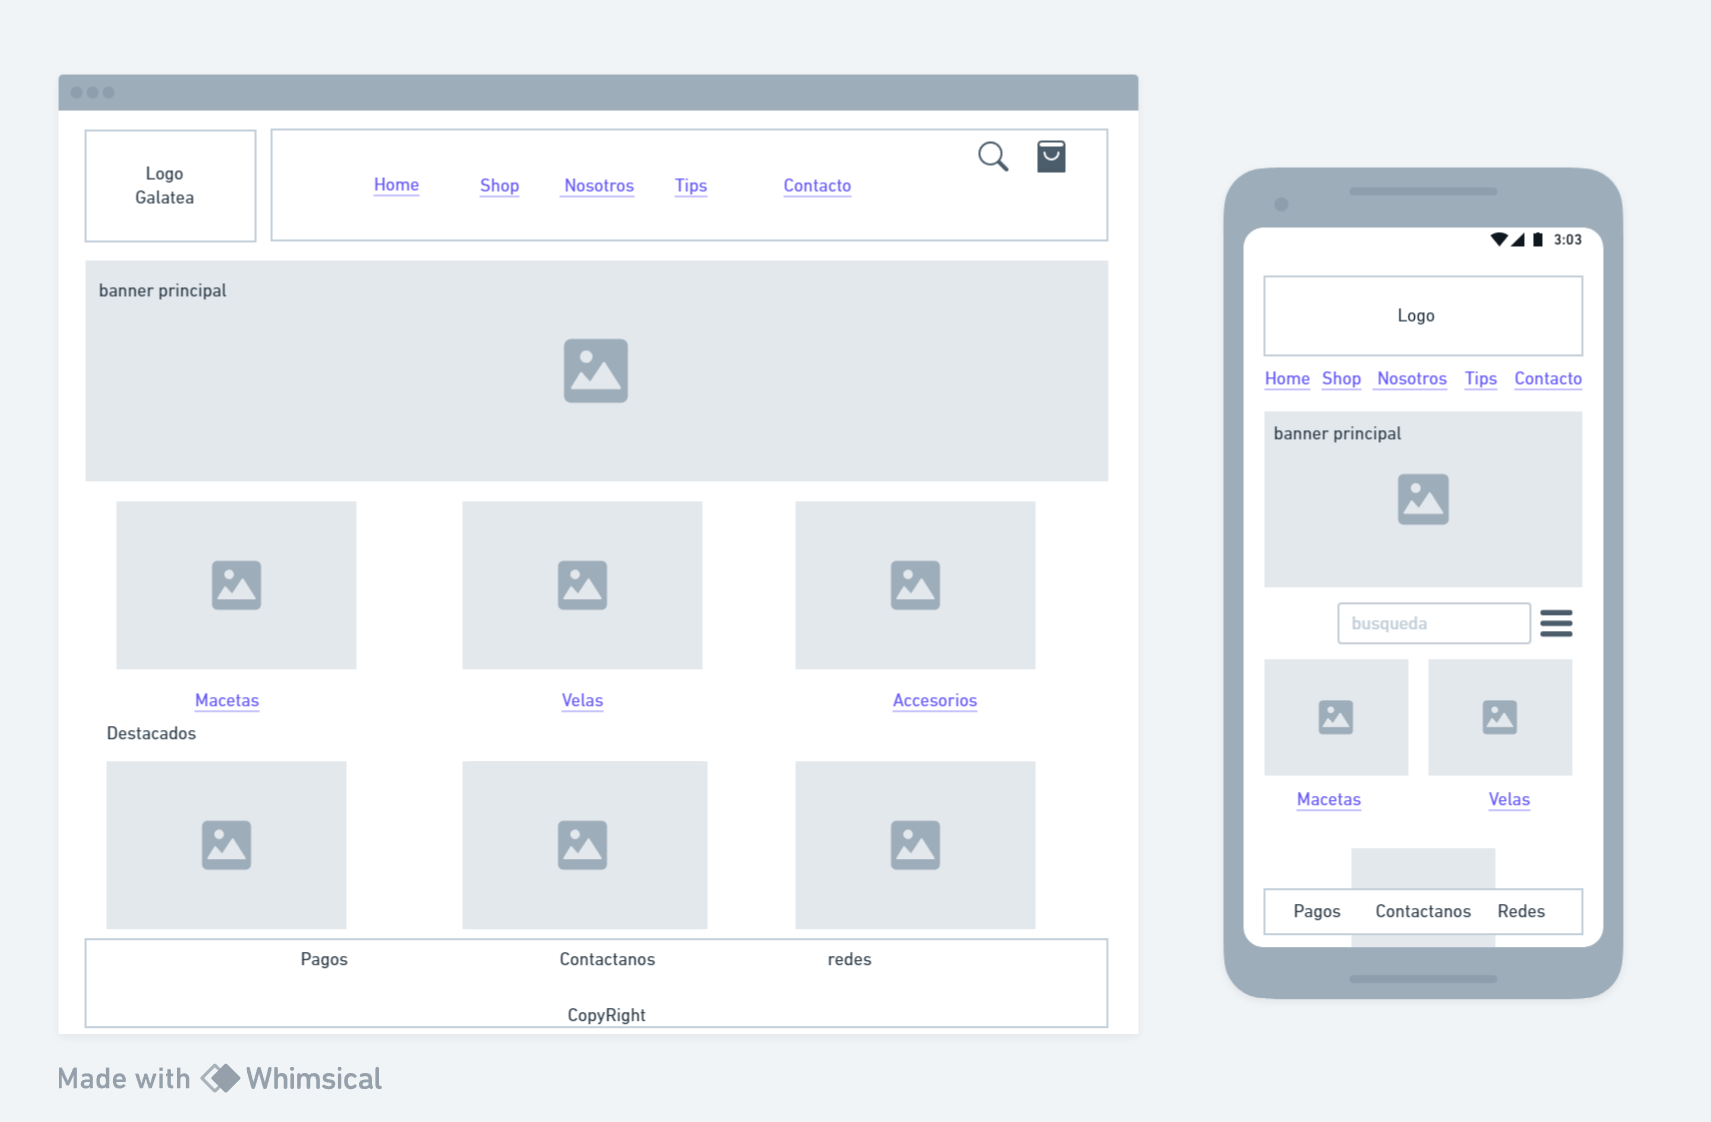 Logo
Galatea
Home Shop Nosotros Tips Contacto
banner principal
Macetas Velas Accesorios
Destacados
Pagos Contactanos redes
CopyRight
3:03
Logo
Home Shop Nosotros Tips Contacto
banner principal
busqueda
Macetas Velas
Pagos Contactanos Redes
Made with Whimsical